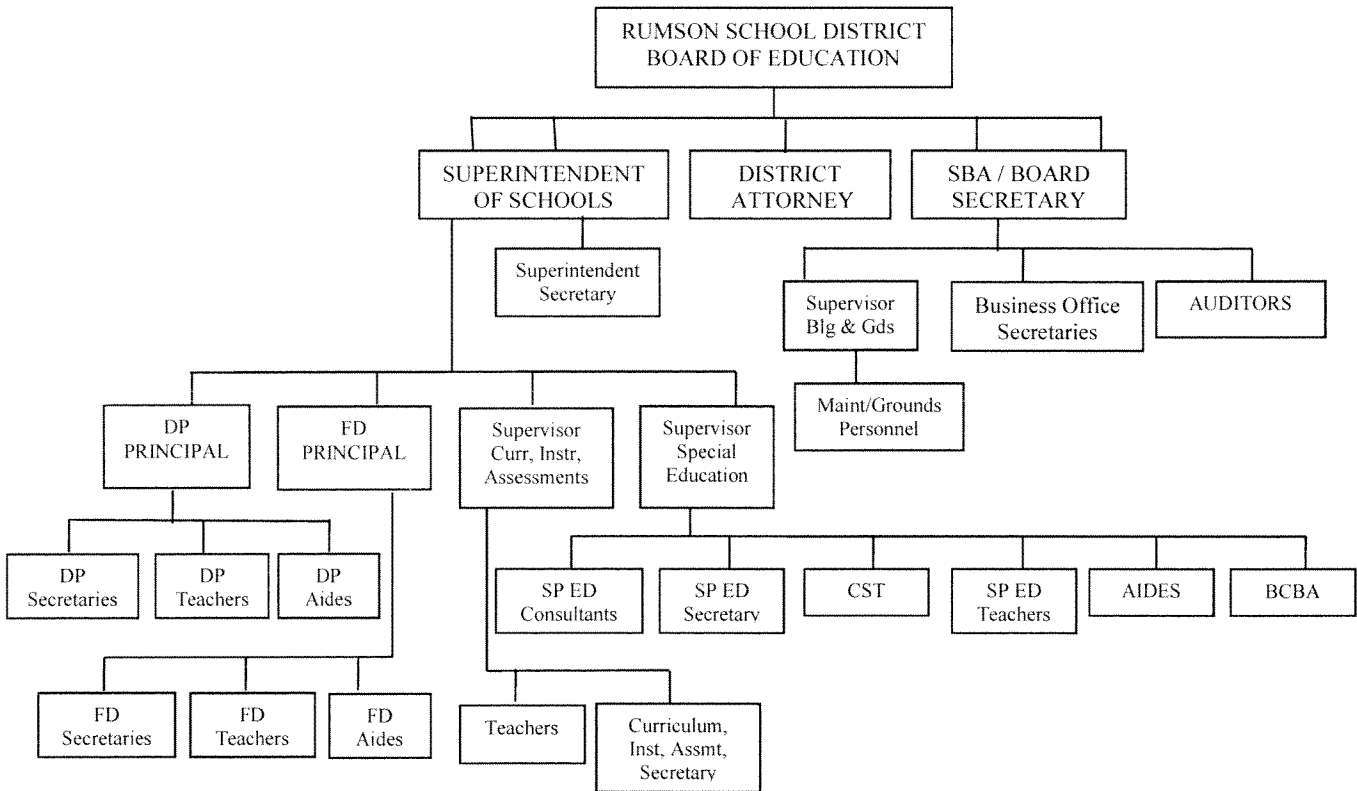 RUMSON SCHOOL DISTRICT
BOARD OF EDUCATION
SUPERINTENDENT
OF SCHOOLS
DISTRICT
ATTORNEY
SBA / BOARD
SECRETARY
Superintendent
Secretary
Supervisor
Blg & Gds
Business Office
Secretaries
AUDITORS
Maint/Grounds
Personnel
DP
PRINCIPAL
FD
PRINCIPAL
Supervisor
Curr, Instr,
Assessments
Supervisor
Special
Education
DP
Secretaries
DP
Teachers
DP
Aides
SP ED
Consultants
SP ED
Secretary
CST
SP ED
Teachers
AIDES
BCBA
FD
Secretaries
FD
Teachers
FD
Aides
Teachers
Curriculum,
Inst, Assmt,
Secretary